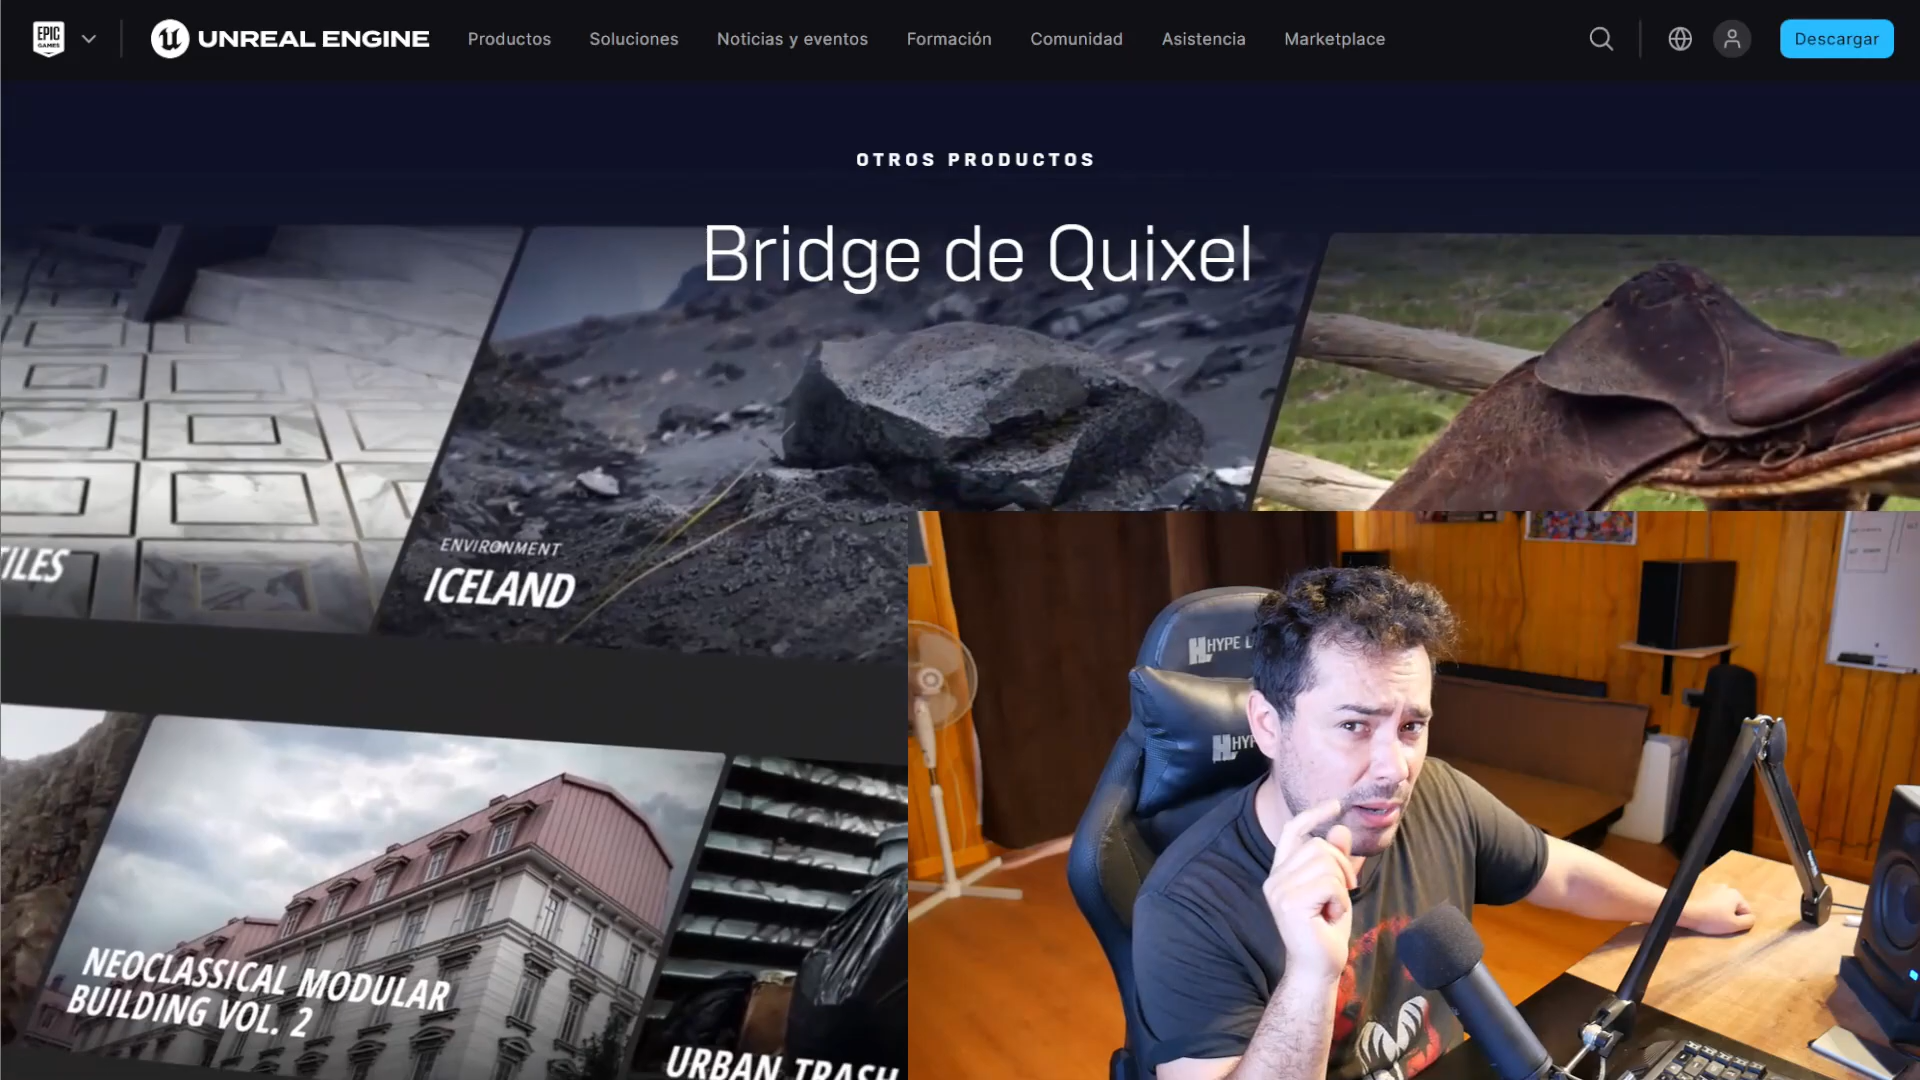 EPIC
GAMES
UNREAL ENGINE
Productos
Soluciones
Noticias y eventos
Formación
Comunidad
Asistencia
Marketplace
Descargar
OTROS PRODUCTOS
Bridge de Quixel
ENVIRONMENT
ICELAND
NEOCLASSICAL MODULAR
BUILDING VOL. 2
URBAN TRASH
HYPE